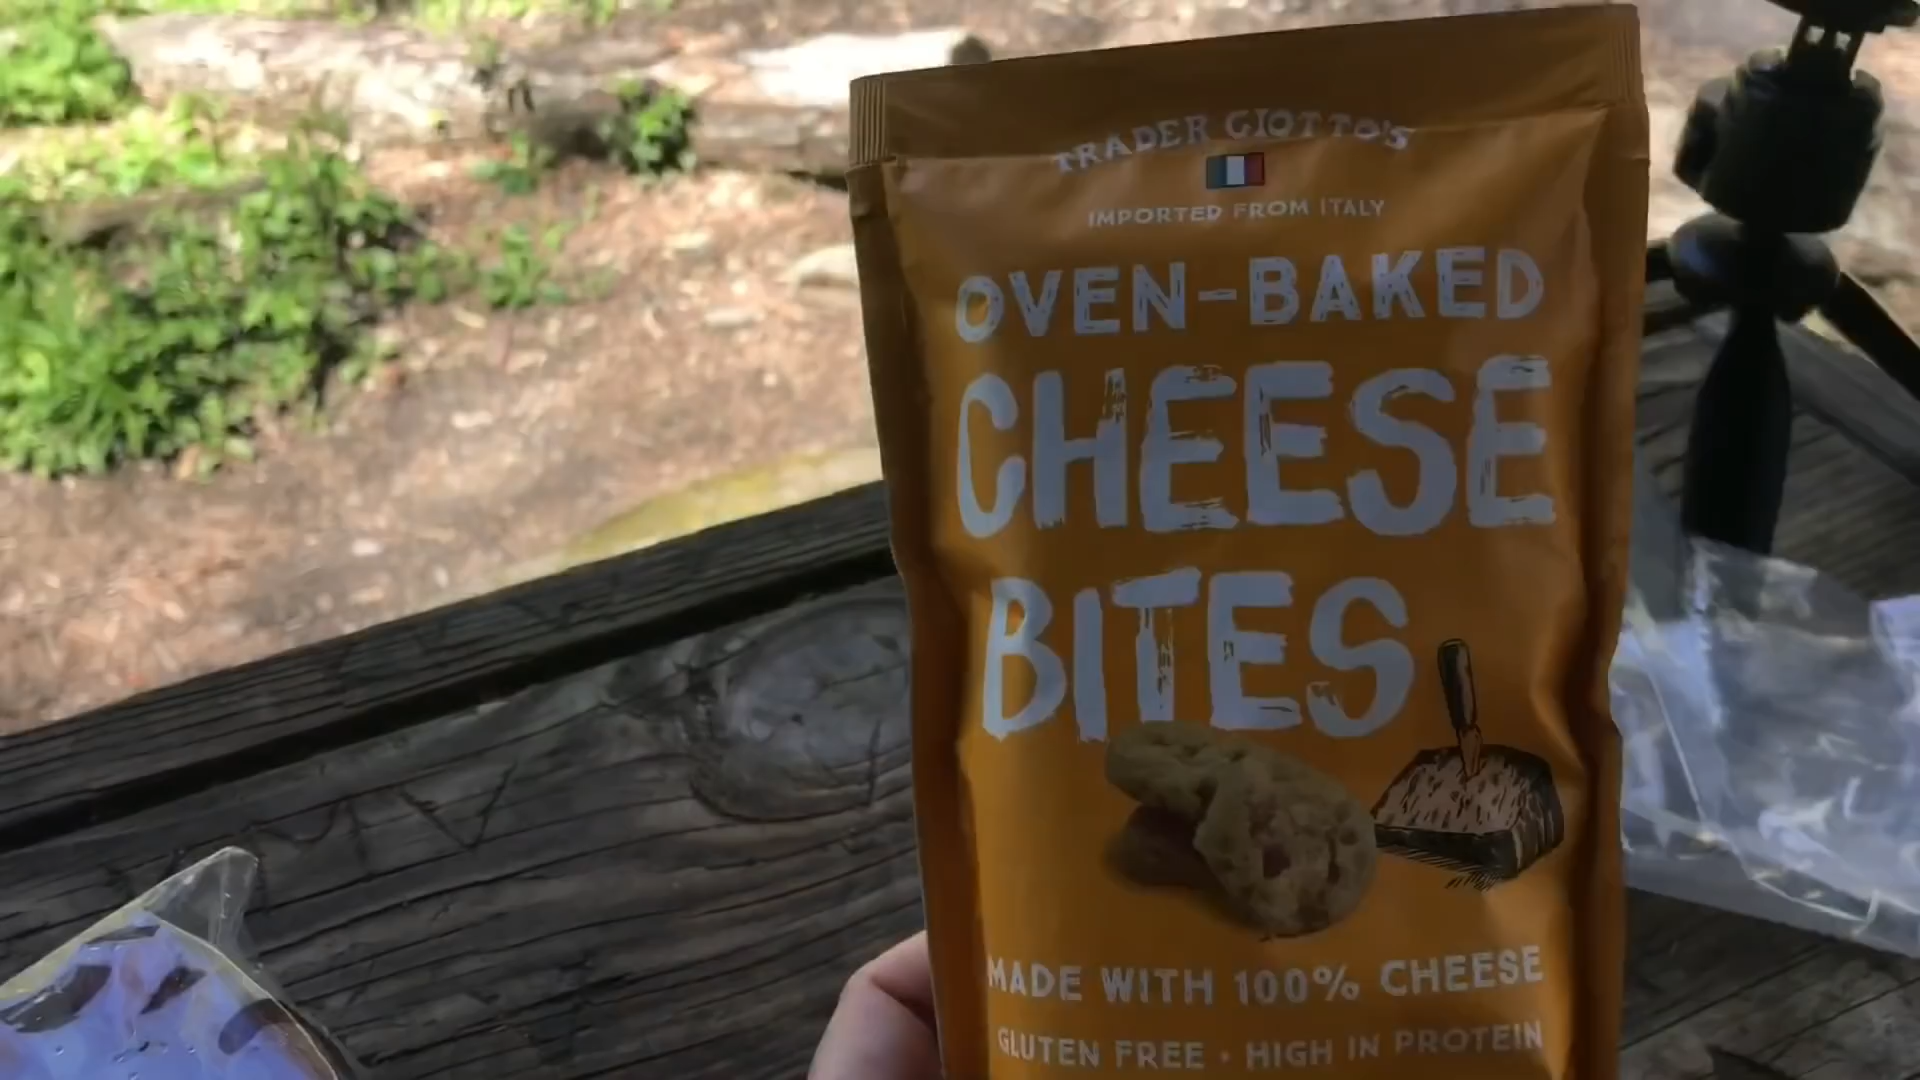 TRADER GIOTTO'S
IMPORTED FROM ITALY
OVEN-BAKED
CHEESE
BITES
MADE WITH 100% CHEESE
GLUTEN FREE • HIGH IN PROTEIN